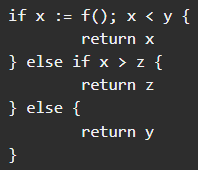 if x := f(); x < y {
        return x
} else if x > z {
        return z
} else {
        return y
}